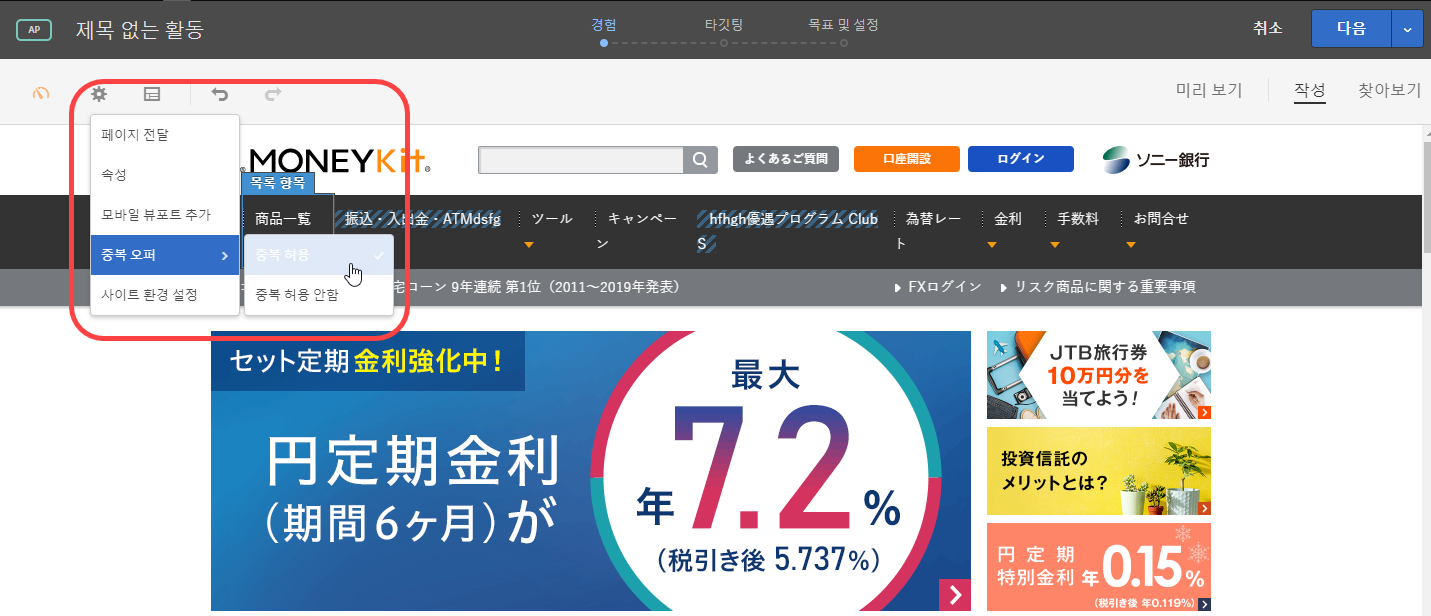 AP
제목 없는 활동
경험
타깃팅
목표 및 설정
취소
다음
미리 보기
작성
찾아보기
페이지 전달
속성
모바일 뷰포트 추가
중복 오퍼
사이트 환경 설정
중복 허용
중복 허용 안함
MONEYKit
목록 항목
よくあるご質問
口座開設
ログイン
ソニー銀行
商品一覧
振込・入出金・ATMdsfg
ツール
キャンペーン
hfhgh優遇プログラム Club S
為替レート
金利
手数料
お問合せ
宅ローン 9年連続 第1位（2011～2019年発表）
FXログイン
リスク商品に関する重要事項
セット定期金利強化中！
円定期金利
（期間6ヶ月）が
最大
年7.2%
（税引き後 5.737%）
JTB旅行券
10万円分を
当てよう！
投資信託の
メリットとは？
円定期
特別金利 年0.15%
（税引き後 年0.119%）